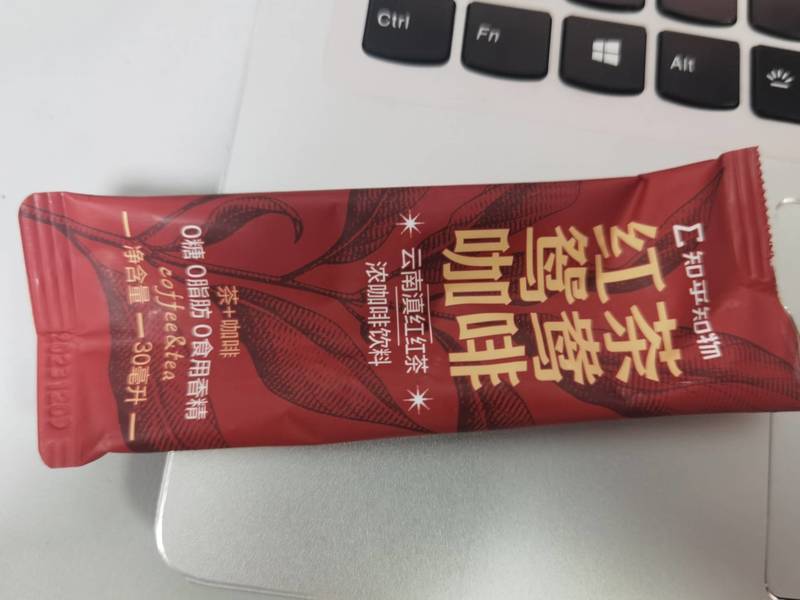 Ctrl
Fn
Alt
知乎知物
红茶
鸳鸯
咖啡
云南滇红红茶
浓咖啡饮料
茶+咖啡
0糖 0脂肪 0食用香精
coffee&tea
净含量 30毫升